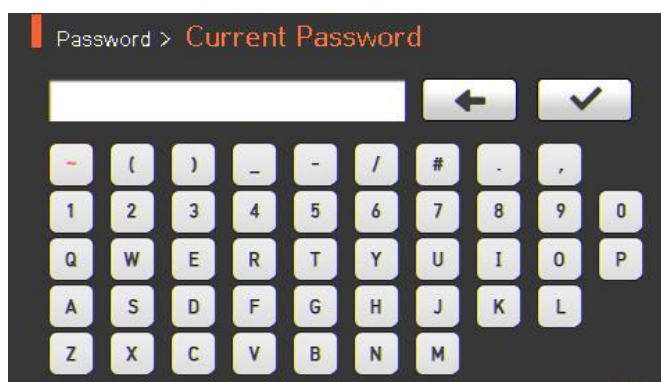 Password > Current Password
~ ( ) _ - / # . ,
1 2 3 4 5 6 7 8 9 0
Q W E R T Y U I O P
A S D F G H J K L
Z X C V B N M